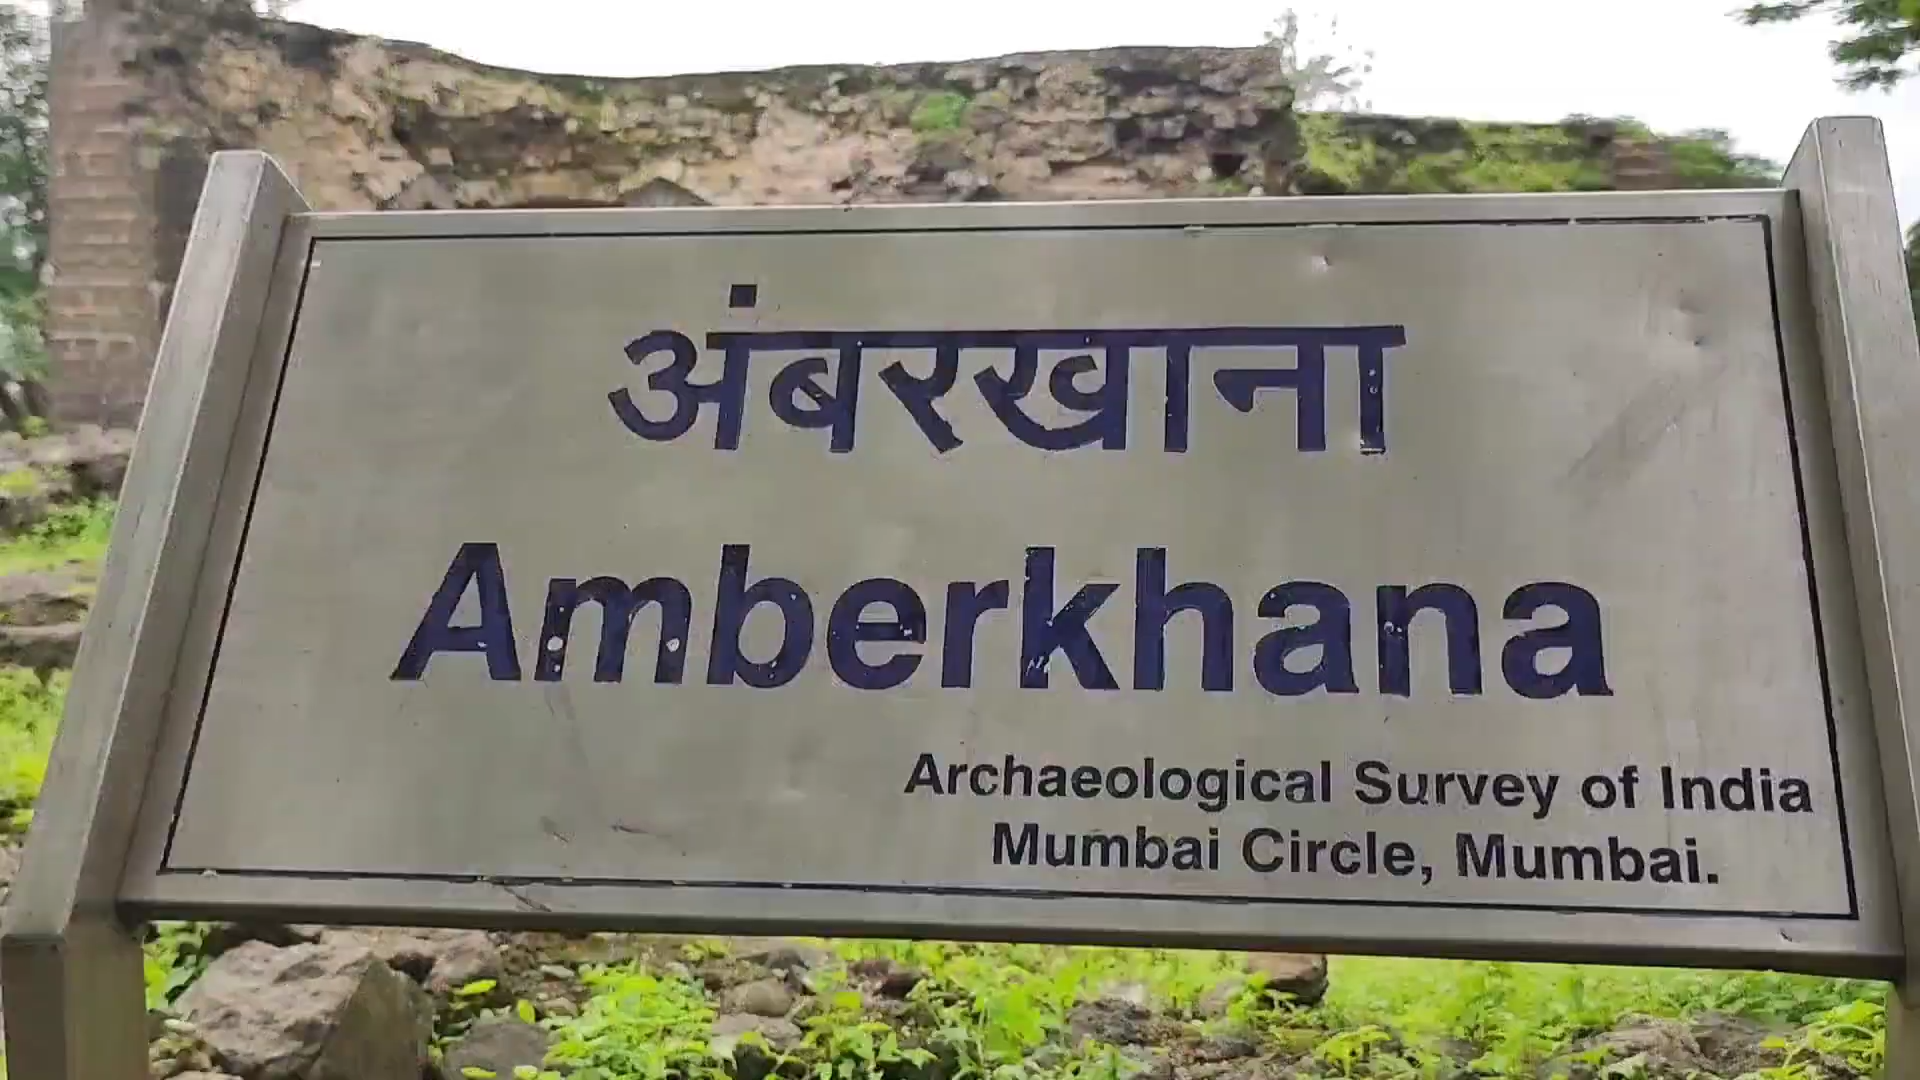 अंबरखाना
Amberkhana
Archaeological Survey of India
Mumbai Circle, Mumbai.